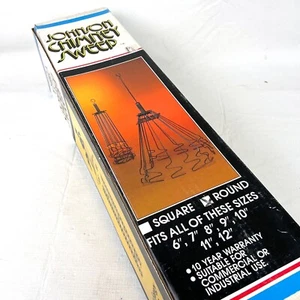 JOHNSON
CHIMNEY
SWEEP
SQUARE ROUND
FITS ALL OF THESE SIZES
6", 7" 8", 9", 10"
11", 12"
• 10 YEAR WARRANTY
• SUITABLE FOR
COMMERCIAL OR
INDUSTRIAL USE.